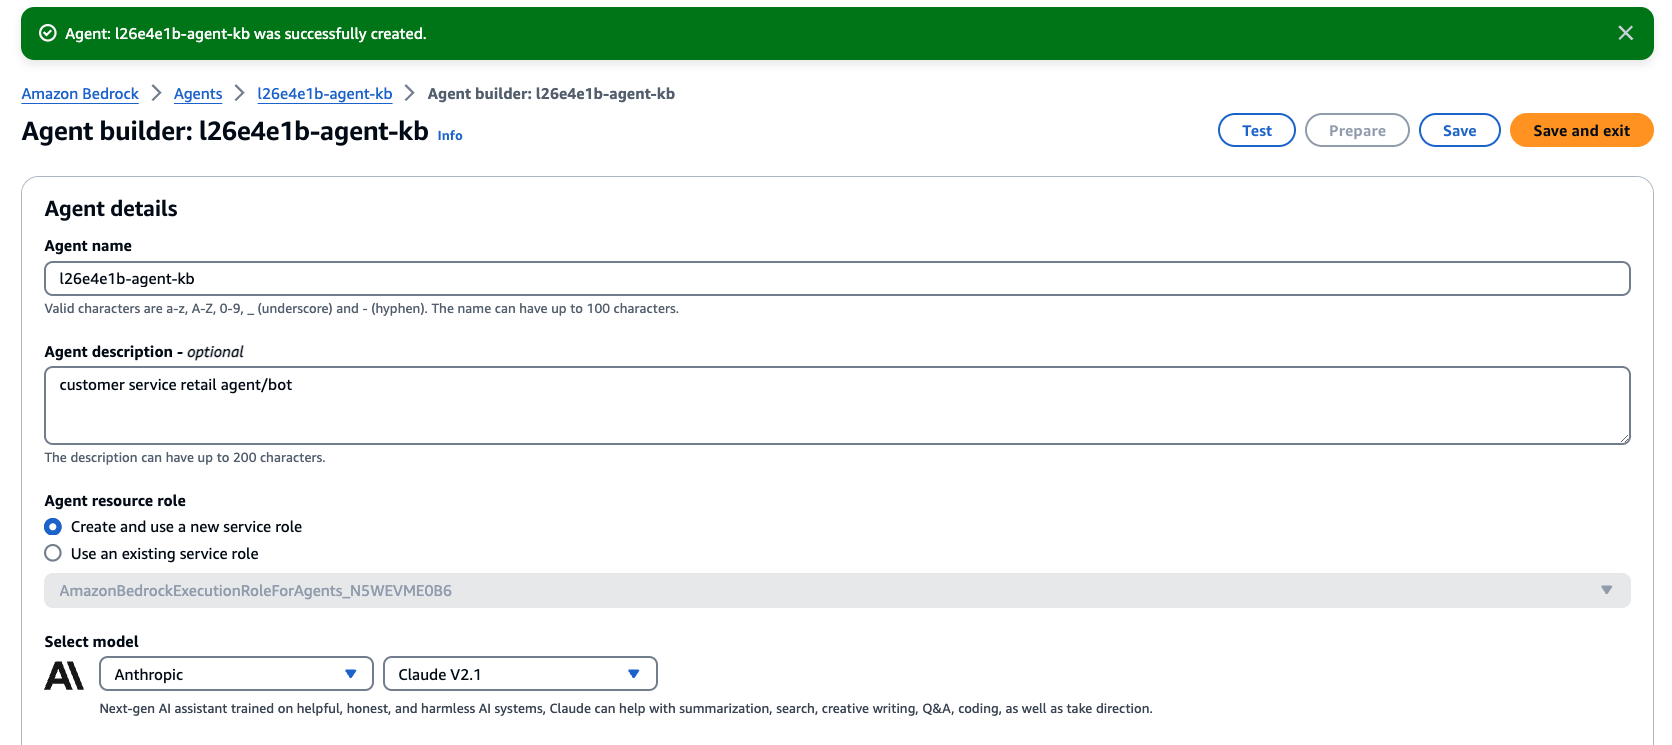 Agent: l26e4e1b-agent-kb was successfully created.
Amazon Bedrock > Agents > l26e4e1b-agent-kb > Agent builder: l26e4e1b-agent-kb
Agent builder: l26e4e1b-agent-kb Info
Test Prepare Save Save and exit
Agent details
Agent name
l26e4e1b-agent-kb
Valid characters are a-z, A-Z, 0-9, _ (underscore) and - (hyphen). The name can have up to 100 characters.
Agent description - optional
customer service retail agent/bot
The description can have up to 200 characters.
Agent resource role
Create and use a new service role
Use an existing service role
AmazonBedrockExecutionRoleForAgents_N5WEVME0B6
Select model
Anthropic Claude V2.1
Next-gen AI assistant trained on helpful, honest, and harmless AI systems, Claude can help with summarization, search, creative writing, Q&A, coding, as well as take direction.